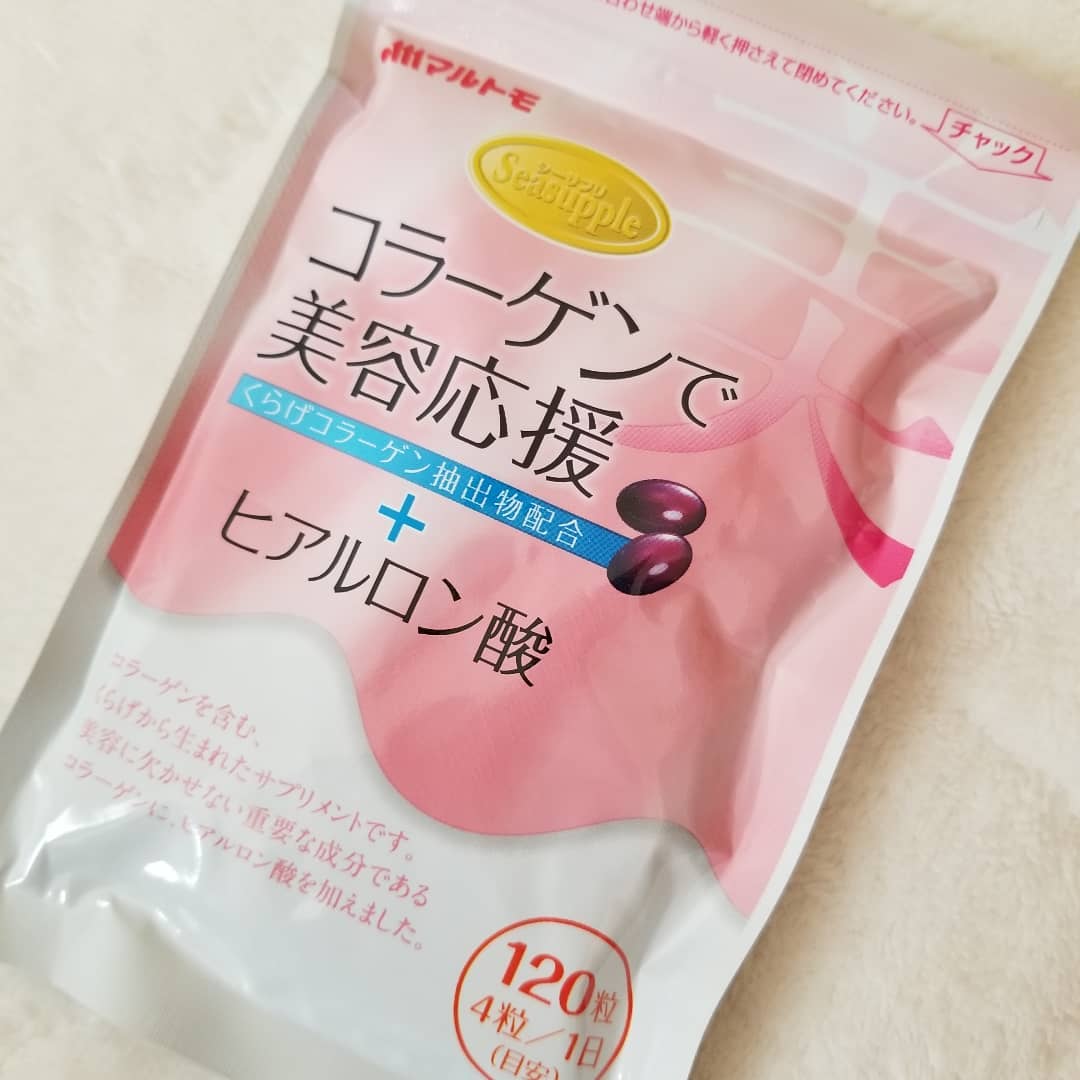 わせ端から軽く押さえて閉めてください。
チャック
マルトモ
シーサプリ
Seasupple
コラーゲンで
美容応援
くらげコラーゲン抽出物配合
+
ヒアルロン酸
コラーゲンを含む、
くらげから生まれたサプリメントです。
美容に欠かせない重要な成分である
コラーゲンに、ヒアルロン酸を加えました。
120粒
4粒/1日
(目安)